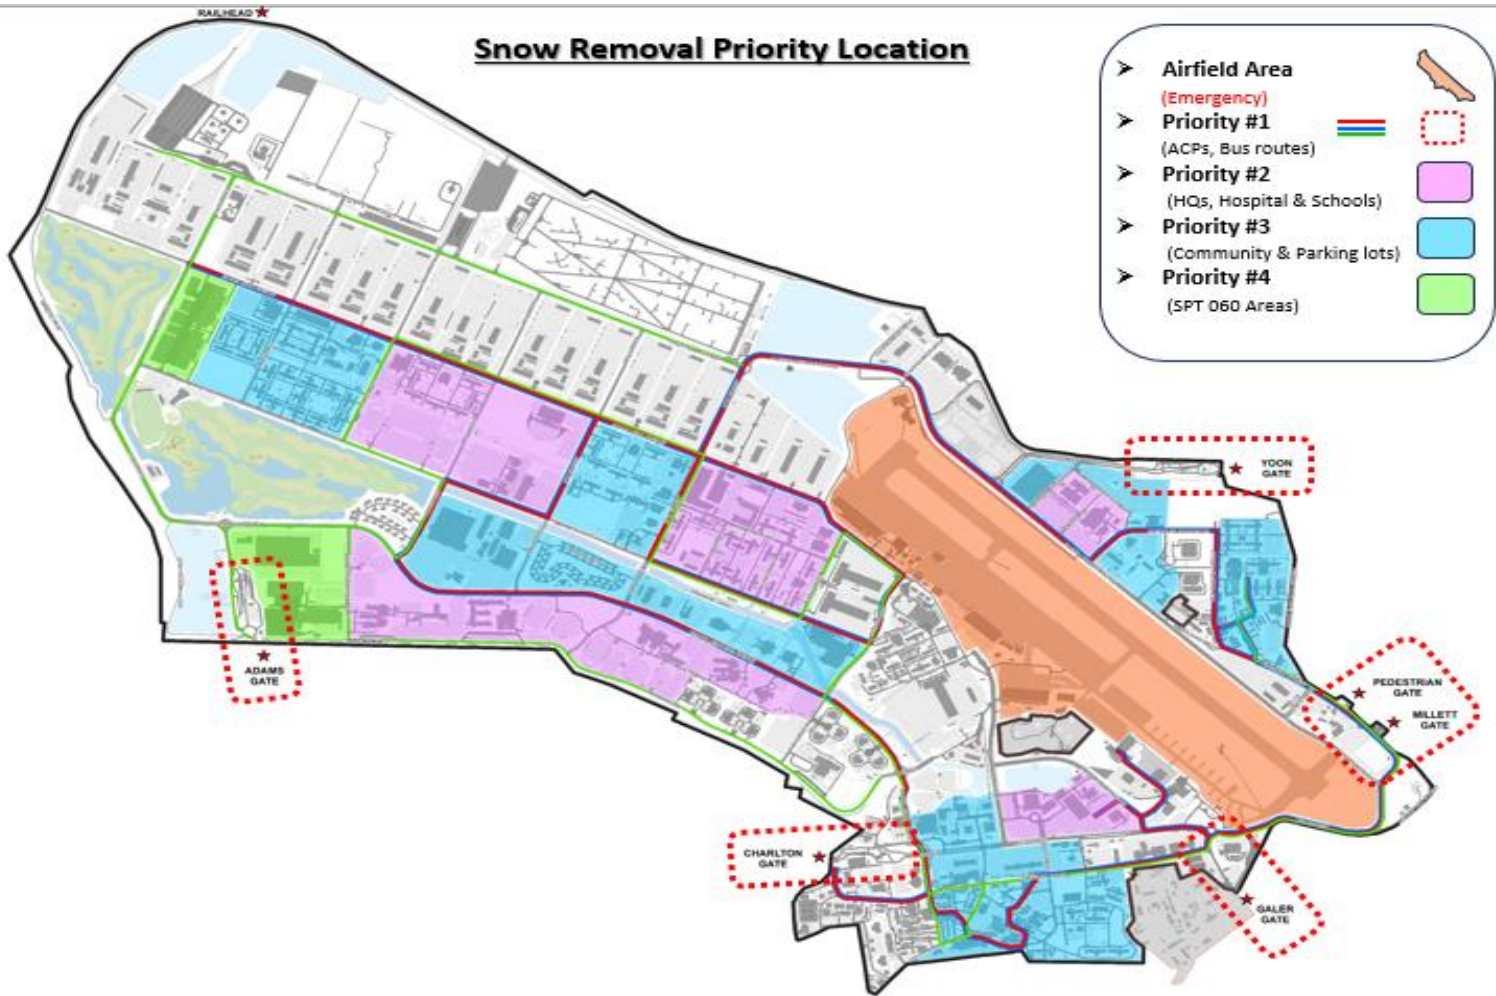 RAILHEAD
Snow Removal Priority Location
➤ Airfield Area
(Emergency)
➤ Priority #1
(ACPs, Bus routes)
➤ Priority #2
(HQs, Hospital & Schools)
➤ Priority #3
(Community & Parking lots)
➤ Priority #4
(SPT 060 Areas)
YOON
GATE
ADAMS
GATE
PEDESTRIAN
GATE
MILLETT
GATE
CHARLTON
GATE
GALER
GATE